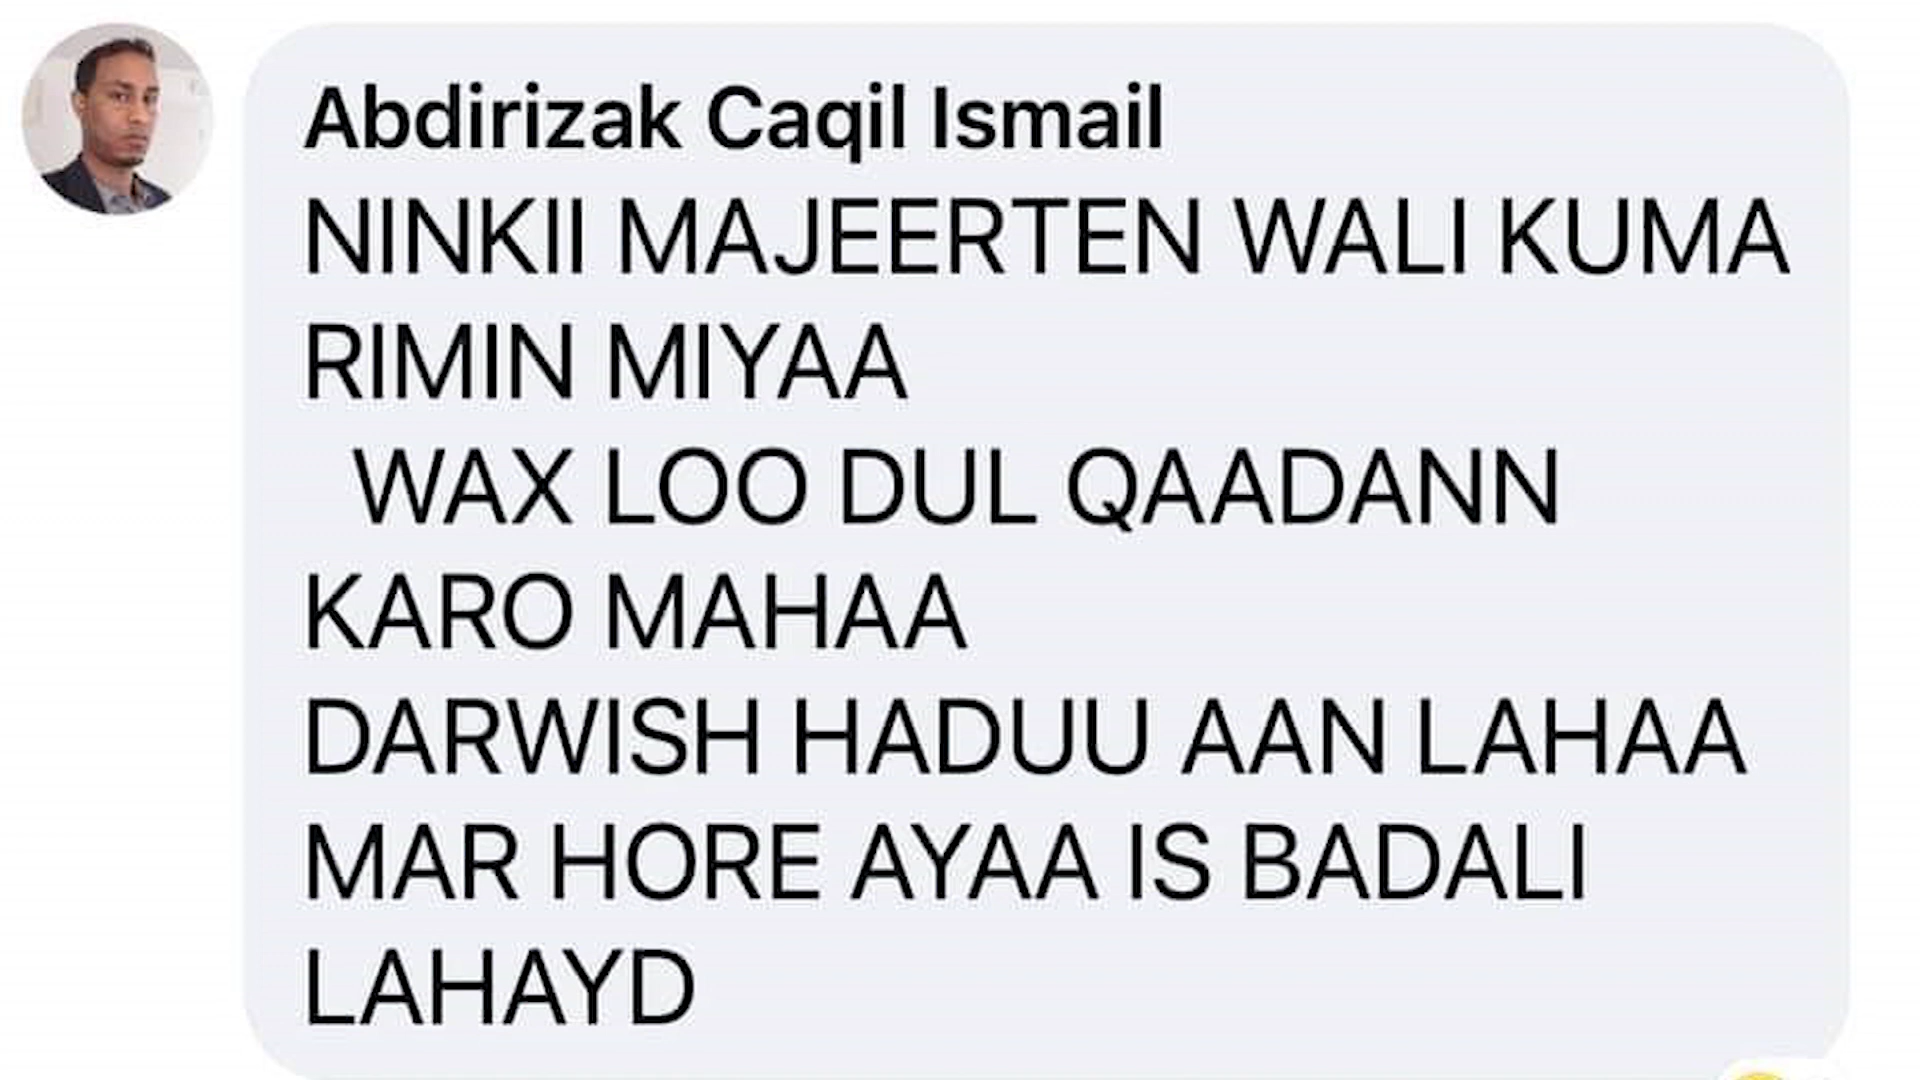 Abdirizak Caqil Ismail
NINKII MAJEERTEN WALI KUMA
RIMIN MIYAA
WAX LOO DUL QAADANN
KARO MAHAA
DARWISH HADUU AAN LAHAA
MAR HORE AYAA IS BADALI
LAHAYD